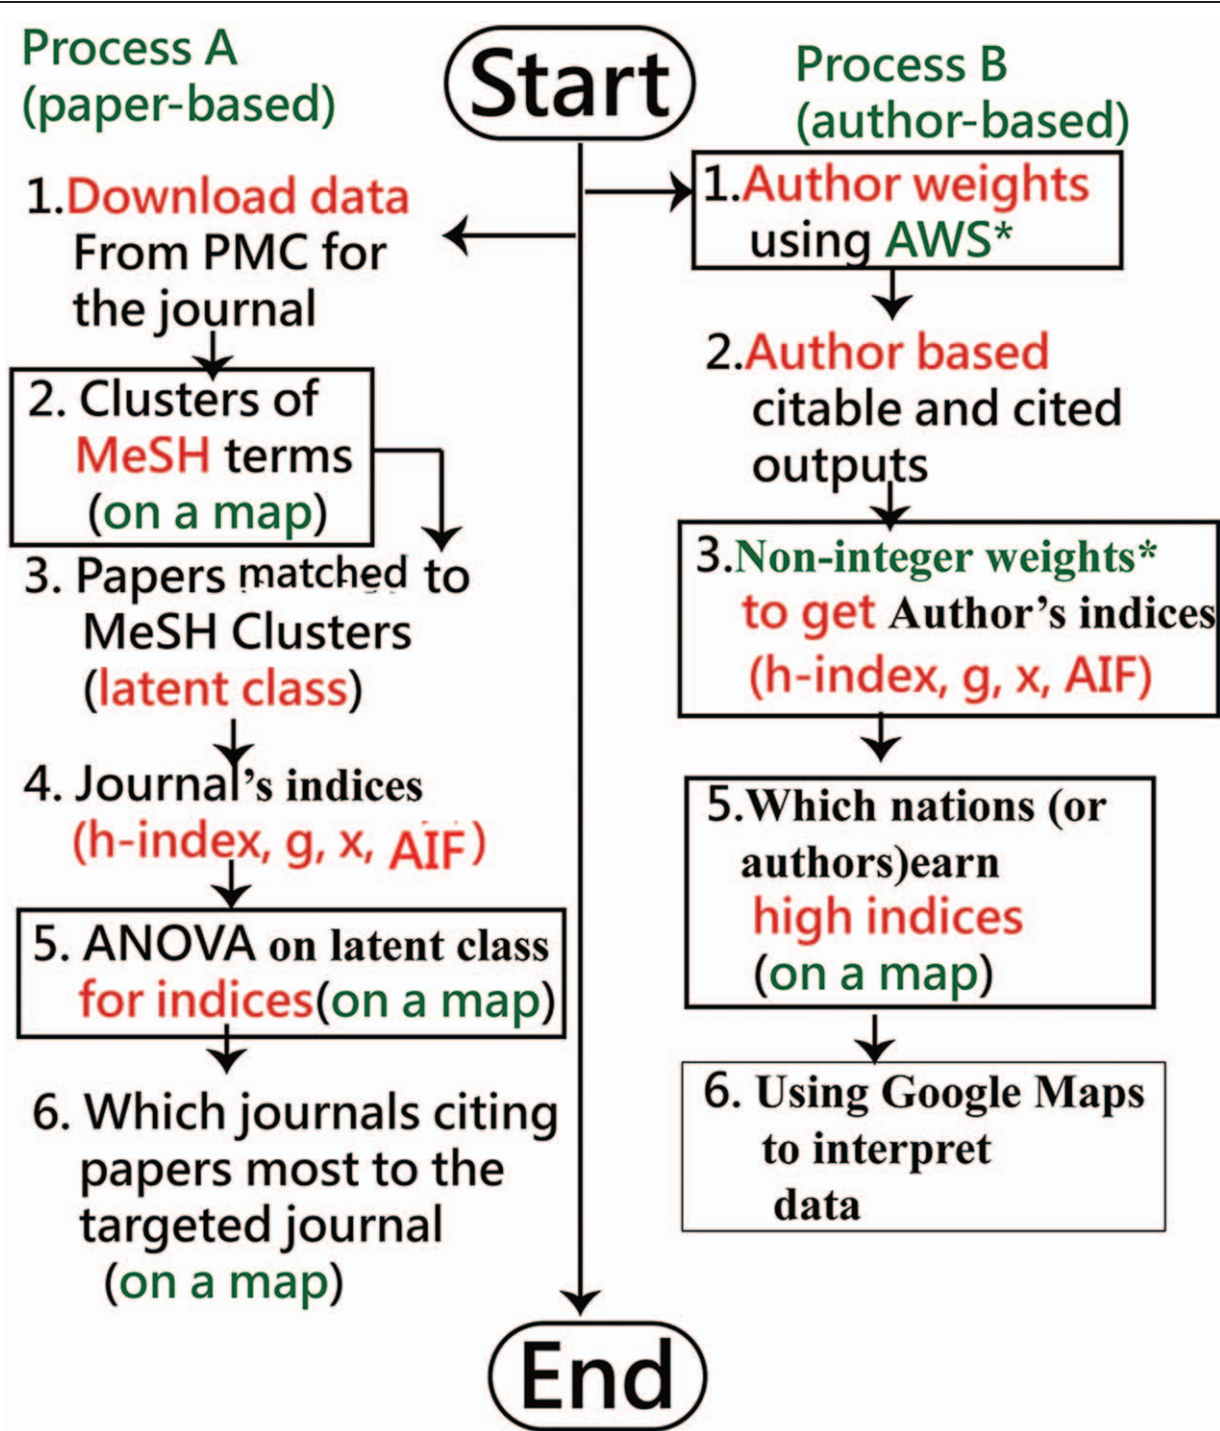 Start
Process A
(paper-based)
1.Download data
From PMC for
the journal
2. Clusters of
MeSH terms
(on a map)
3. Papers matched to
MeSH Clusters
(latent class)
4. Journal's indices
(h-index, g, x, AIF)
5. ANOVA on latent class
for indices(on a map)
6. Which journals citing
papers most to the
targeted journal
(on a map)
Process B
(author-based)
1.Author weights
using AWS*
2.Author based
citable and cited
outputs
3.Non-integer weights*
to get Author's indices
(h-index, g, x, AIF)
5.Which nations (or
authors)earn
high indices
(on a map)
6. Using Google Maps
to interpret
data
End